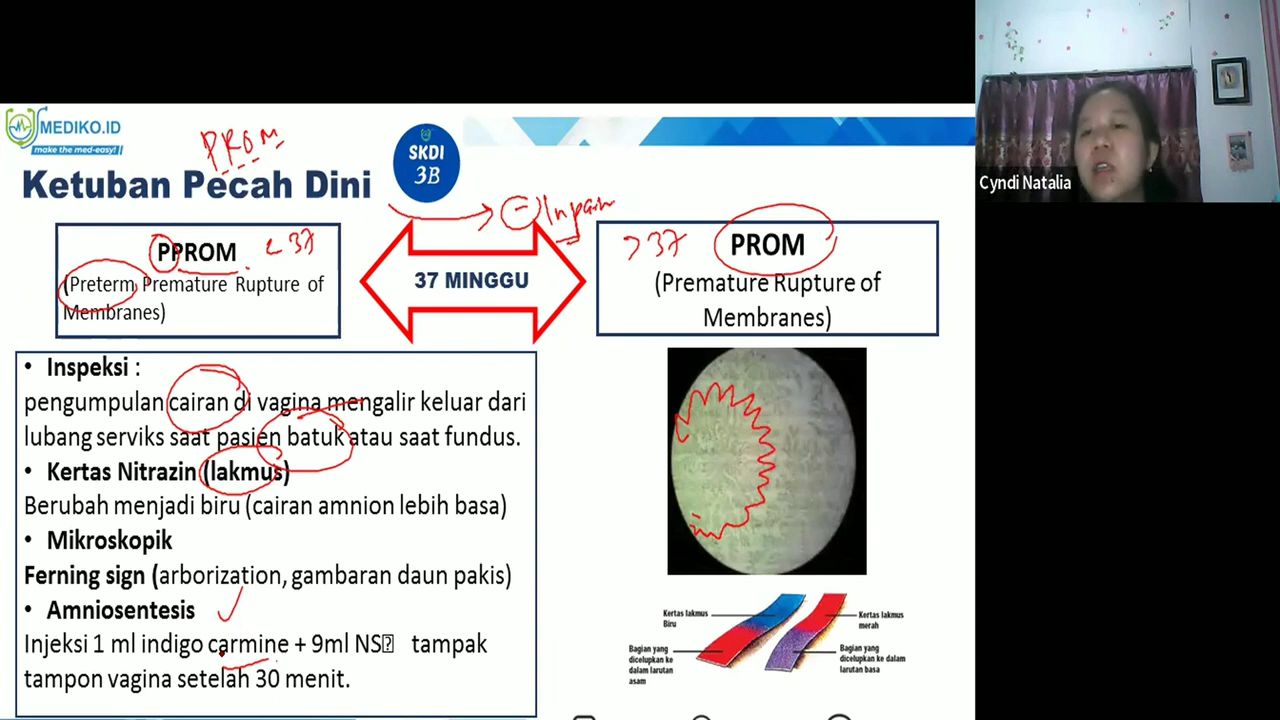 MEDIKO.ID
make the med-easy!
PROM
Ketuban Pecah Dini
SKDI
3B
PPROM
< 37
(Preterm Premature Rupture of
Membranes)
37 MINGGU
> 37
PROM
(Premature Rupture of
Membranes)
• Inspeksi :
pengumpulan cairan di vagina mengalir keluar dari
lubang serviks saat pasien batuk atau saat fundus.
• Kertas Nitrazin (lakmus)
Berubah menjadi biru (cairan amnion lebih basa)
• Mikroskopik
Ferning sign (arborization, gambaran daun pakis)
• Amniosentesis
Injeksi 1 ml indigo carmine + 9ml NS tampak
tampon vagina setelah 30 menit.
Kertas lakmus
Biru
Kertas lakmus
merah
Bagian yang
dicelupkan ke
dalam larutan
asam
Bagian yang
dicelupkan ke dalam
larutan basa
Cyndi Natalia